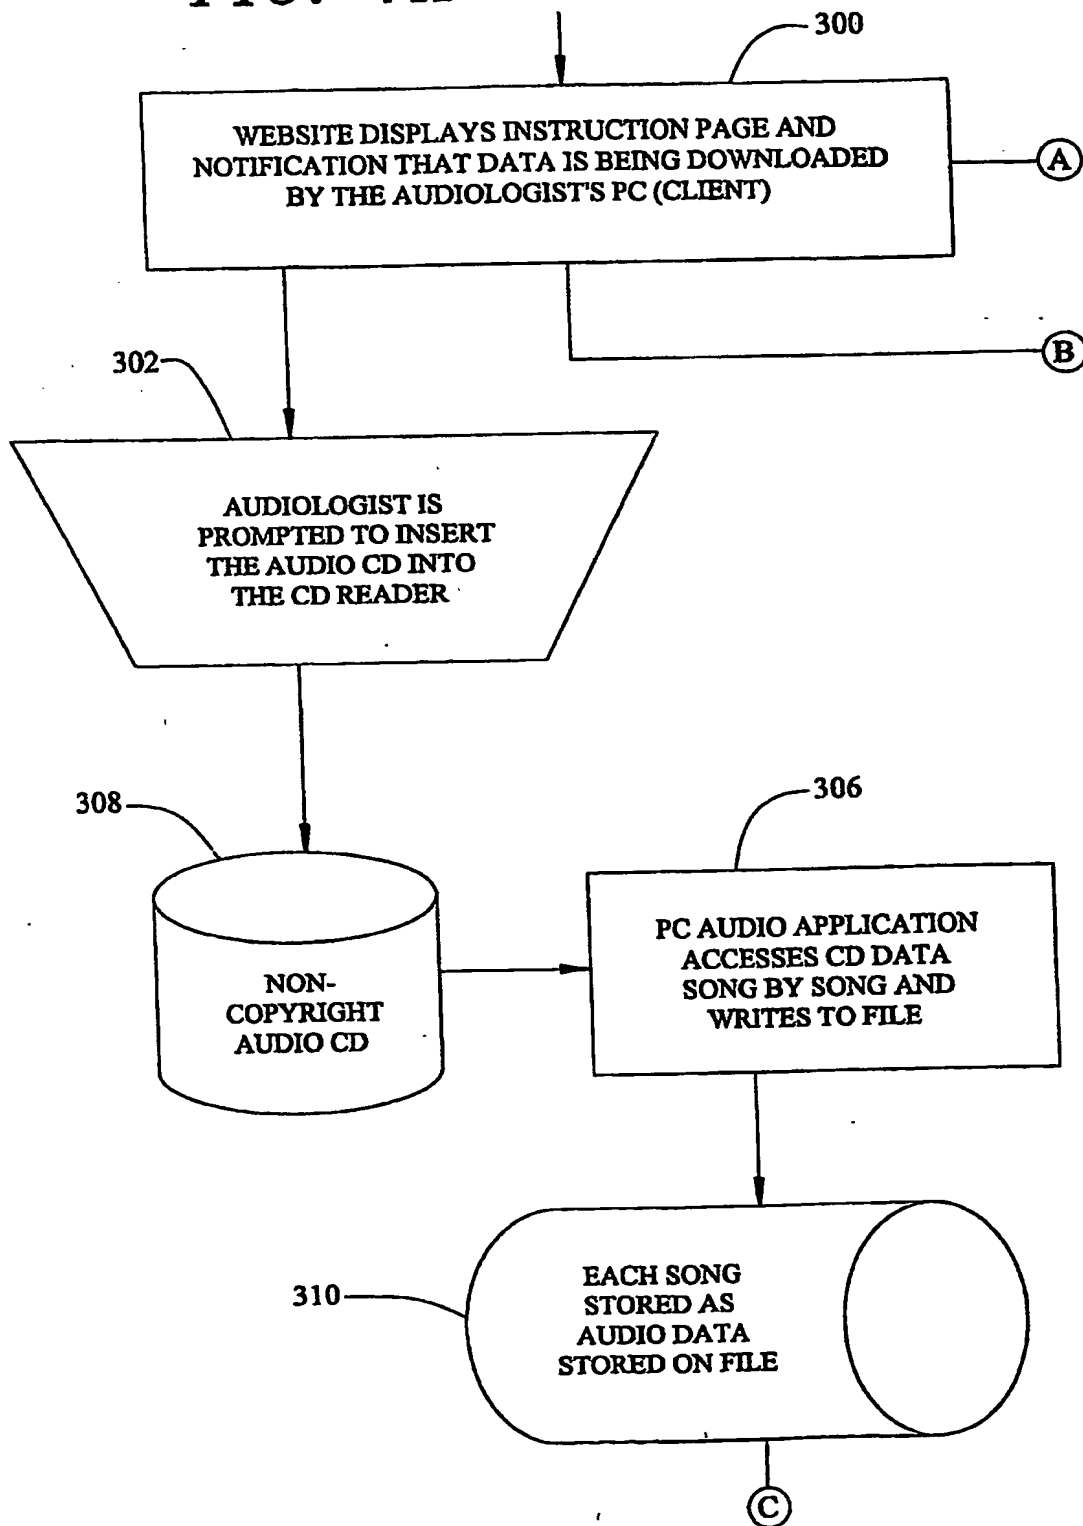 300
WEBSITE DISPLAYS INSTRUCTION PAGE AND
NOTIFICATION THAT DATA IS BEING DOWNLOADED
BY THE AUDIOLOGIST'S PC (CLIENT)
A
B
302
AUDIOLOGIST IS
PROMPTED TO INSERT
THE AUDIO CD INTO
THE CD READER
308
NON-
COPYRIGHT
AUDIO CD
306
PC AUDIO APPLICATION
ACCESSES CD DATA
SONG BY SONG AND
WRITES TO FILE
310
EACH SONG
STORED AS
AUDIO DATA
STORED ON FILE
C